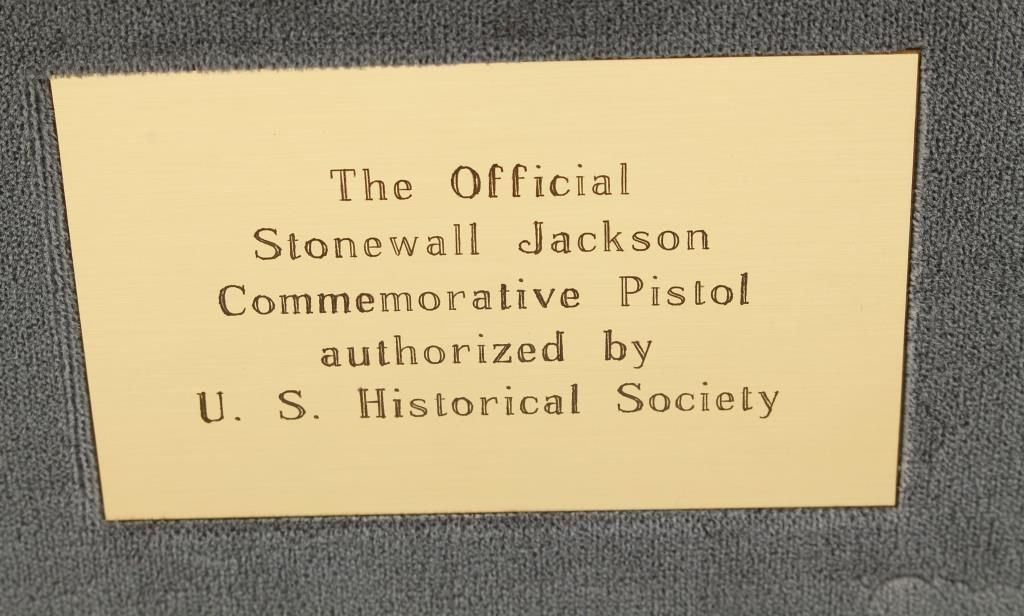 The Official
Stonewall Jackson
Commemorative Pistol
authorized by
U. S. Historical Society